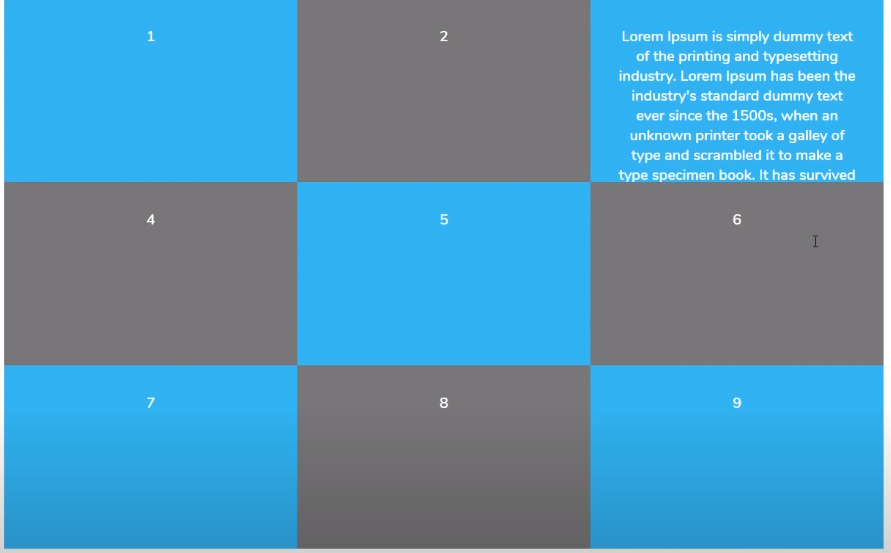 1
2
Lorem Ipsum is simply dummy text
of the printing and typesetting
industry. Lorem Ipsum has been the
industry's standard dummy text
ever since the 1500s, when an
unknown printer took a galley of
type and scrambled it to make a
type specimen book. It has survived
4
5
6
7
8
9